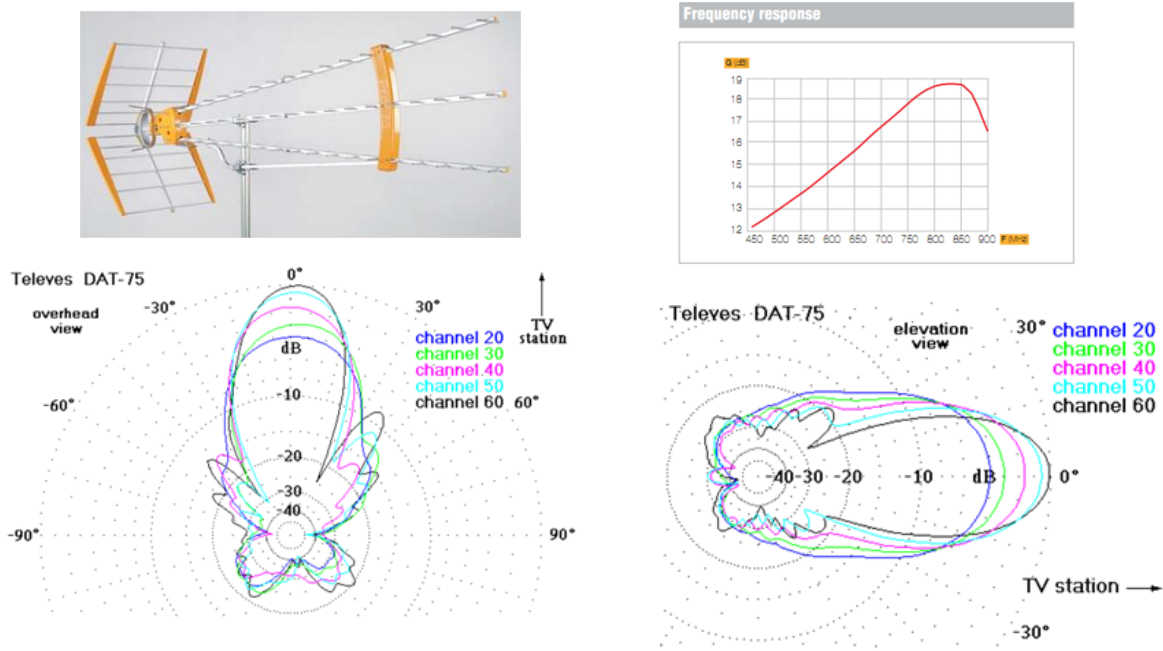 Frequency response
G (dB)
19
18
17
16
15
14
13
12
450 500 550 600 650 700 750 800 850 900 F (MHz)
Televes DAT-75
overhead
view
0°
-30°
30°
TV
station
channel 20
channel 30
channel 40
channel 50
channel 60
dB
-10
-20
-30
-40
-60°
60°
-90°
90°
Televes DAT-75
elevation
view
30°
channel 20
channel 30
channel 40
channel 50
channel 60
-40 -30 -20 -10 dB 0°
TV station
-30°